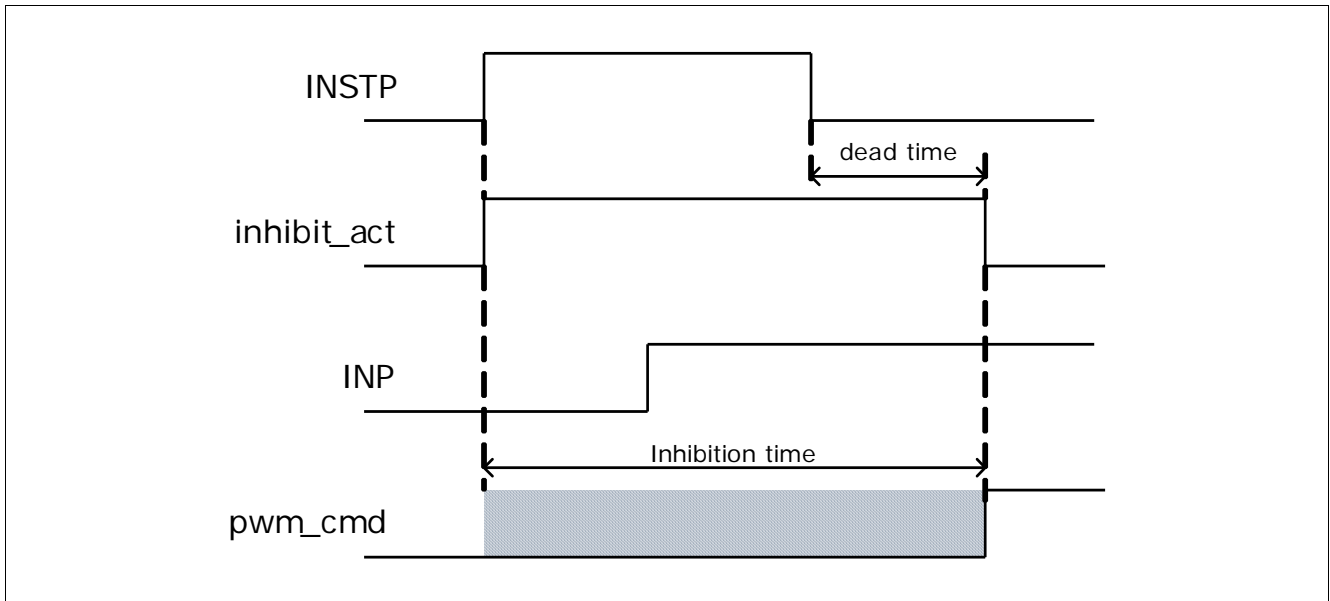 INSTP
dead time
inhibit_act
INP
Inhibition time
pwm_cmd